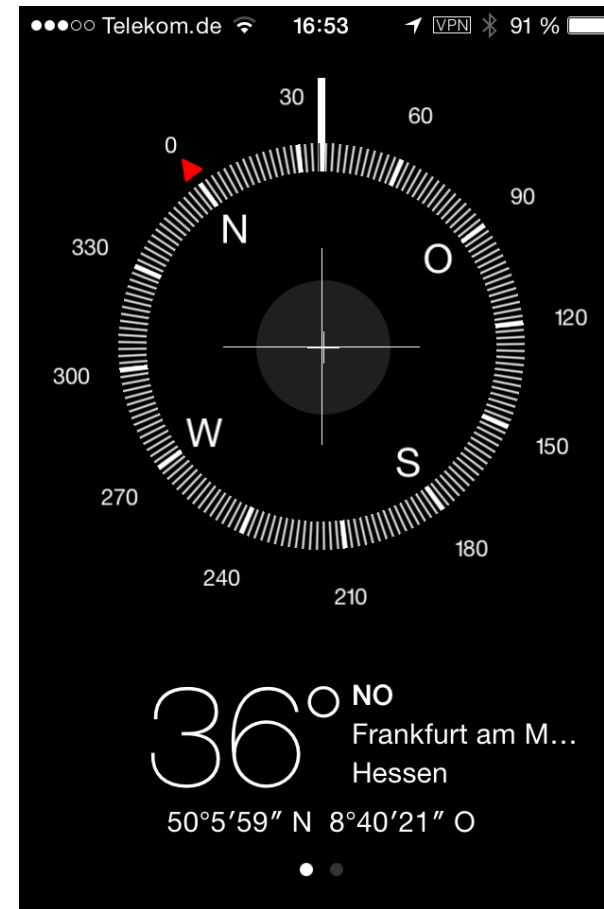 Telekom.de 16:53 VPN 91 %
30
60
0
90
N
330
O
120
300
W
150
S
270
180
240
210
36° NO
Frankfurt am M…
Hessen
50°5′59″ N 8°40′21″ O